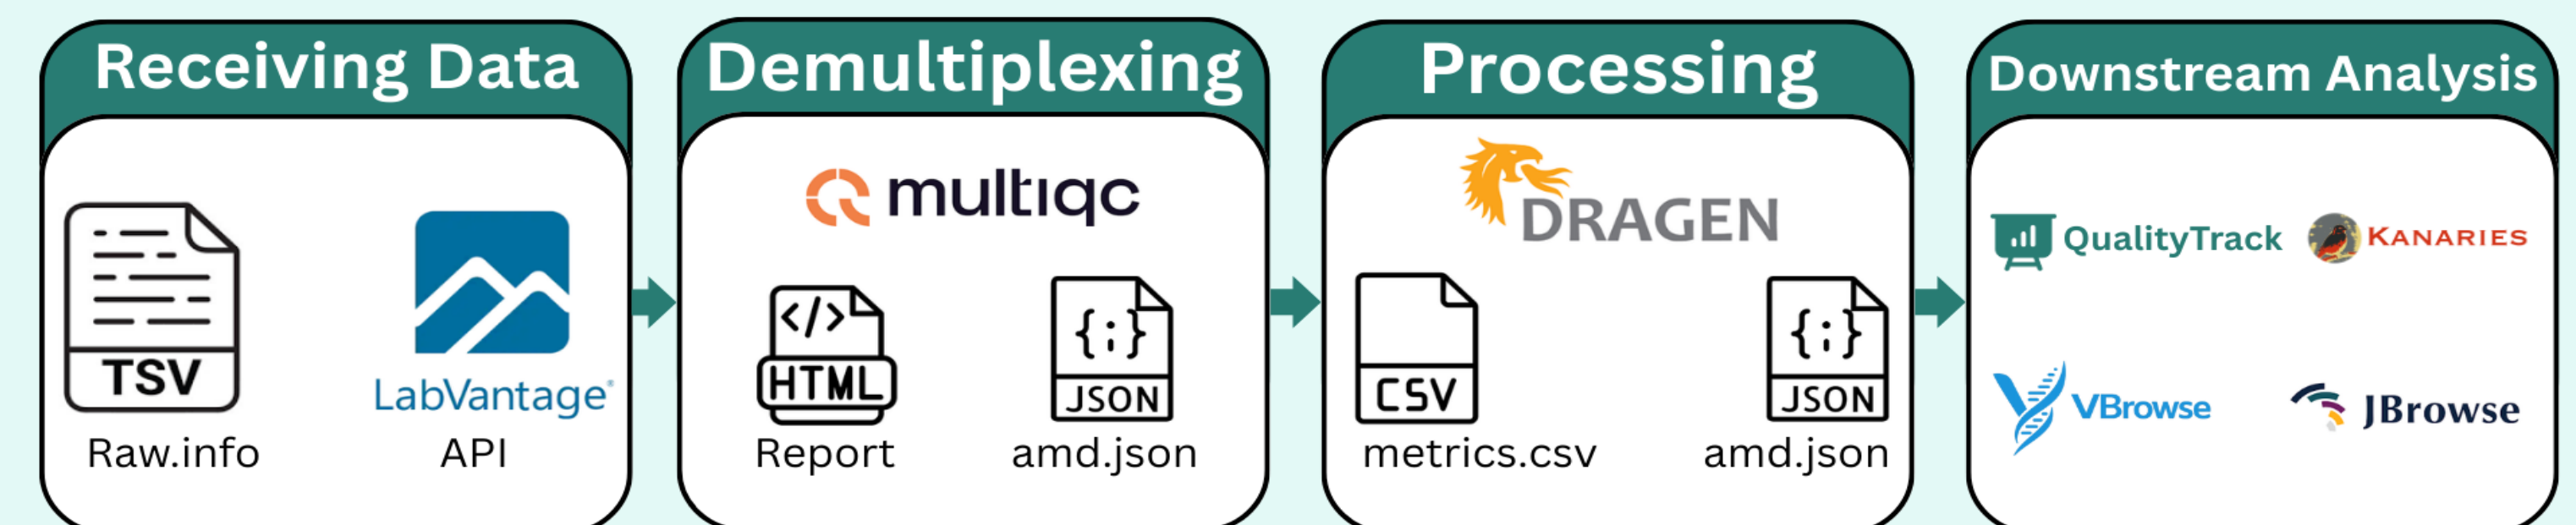 Receiving Data
TSV
LabVantage®
Raw.info
API
Demultiplexing
multiqc
</>
HTML
{;}
JSON
Report
amd.json
Processing
DRAGEN
CSV
{;}
JSON
metrics.csv
amd.json
Downstream Analysis
QualityTrack
KANARIES
VBrowse
JBrowse